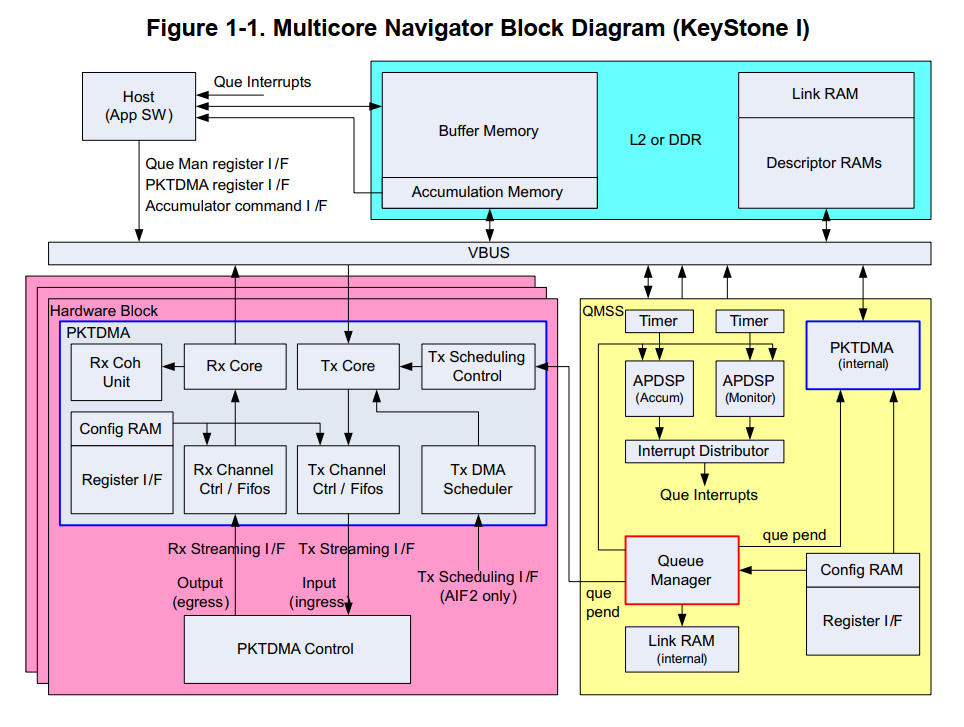 Figure 1-1. Multicore Navigator Block Diagram (KeyStone I)
Host
(App SW)
Que Interrupts
Buffer Memory
Accumulation Memory
L2 or DDR
Link RAM
Descriptor RAMs
Que Man register I/F
PKTDMA register I/F
Accumulator command I/F
VBUS
Hardware Block
PKTDMA
Rx Coh
Unit
Rx Core
Tx Core
Tx Scheduling
Control
Config RAM
Register I/F
Rx Channel
Ctrl / Fifos
Tx Channel
Ctrl / Fifos
Tx DMA
Scheduler
Rx Streaming I/F
Tx Streaming I/F
Output
(egress)
Input
(ingress)
Tx Scheduling I/F
(AIF2 only)
PKTDMA Control
QMSS
Timer
Timer
APDSP
(Accum)
APDSP
(Monitor)
PKTDMA
(internal)
Interrupt Distributor
Que Interrupts
que pend
Queue
Manager
que
pend
Config RAM
Register I/F
Link RAM
(internal)